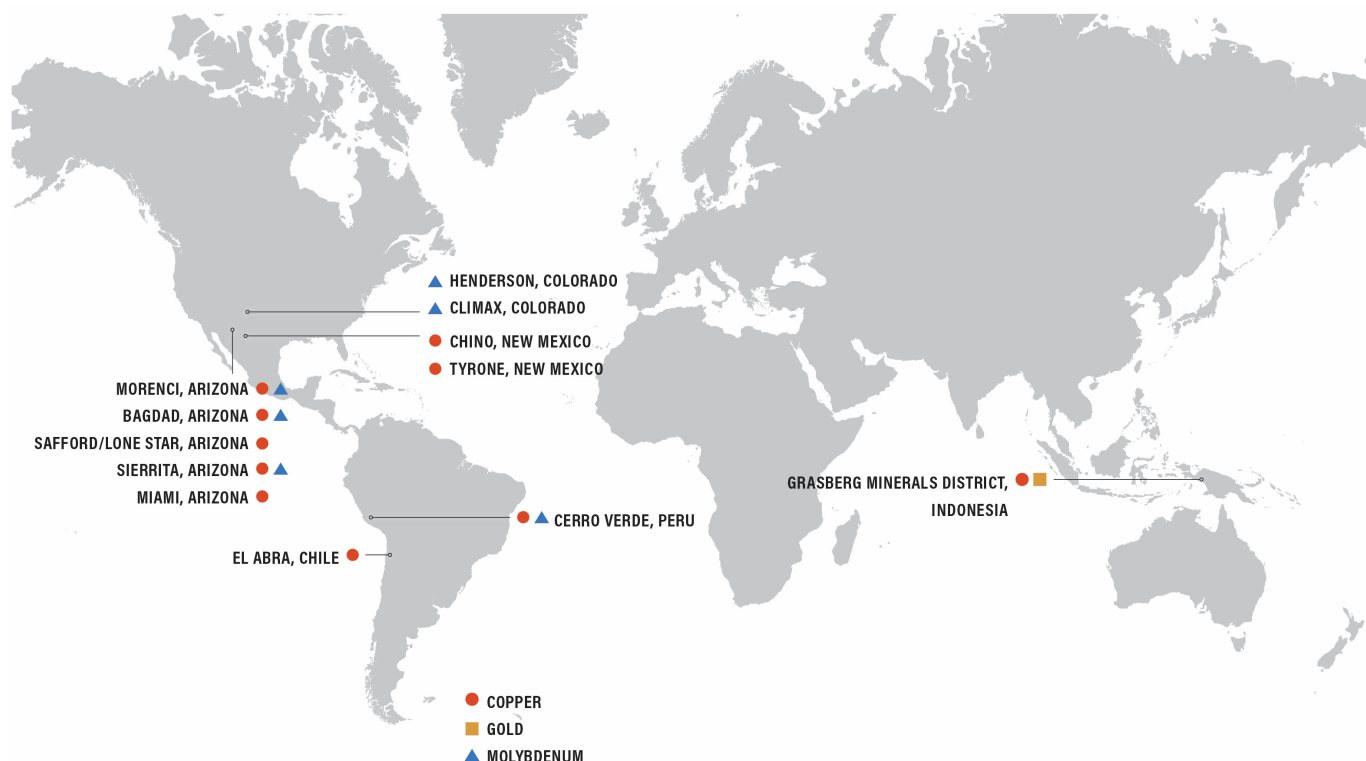 HENDERSON, COLORADO
CLIMAX, COLORADO
CHINO, NEW MEXICO
TYRONE, NEW MEXICO
MORENCI, ARIZONA
BAGDAD, ARIZONA
SAFFORD/LONE STAR, ARIZONA
SIERRITA, ARIZONA
MIAMI, ARIZONA
GRASBERG MINERALS DISTRICT,
INDONESIA
CERRO VERDE, PERU
EL ABRA, CHILE
COPPER
GOLD
MOLYBDENUM